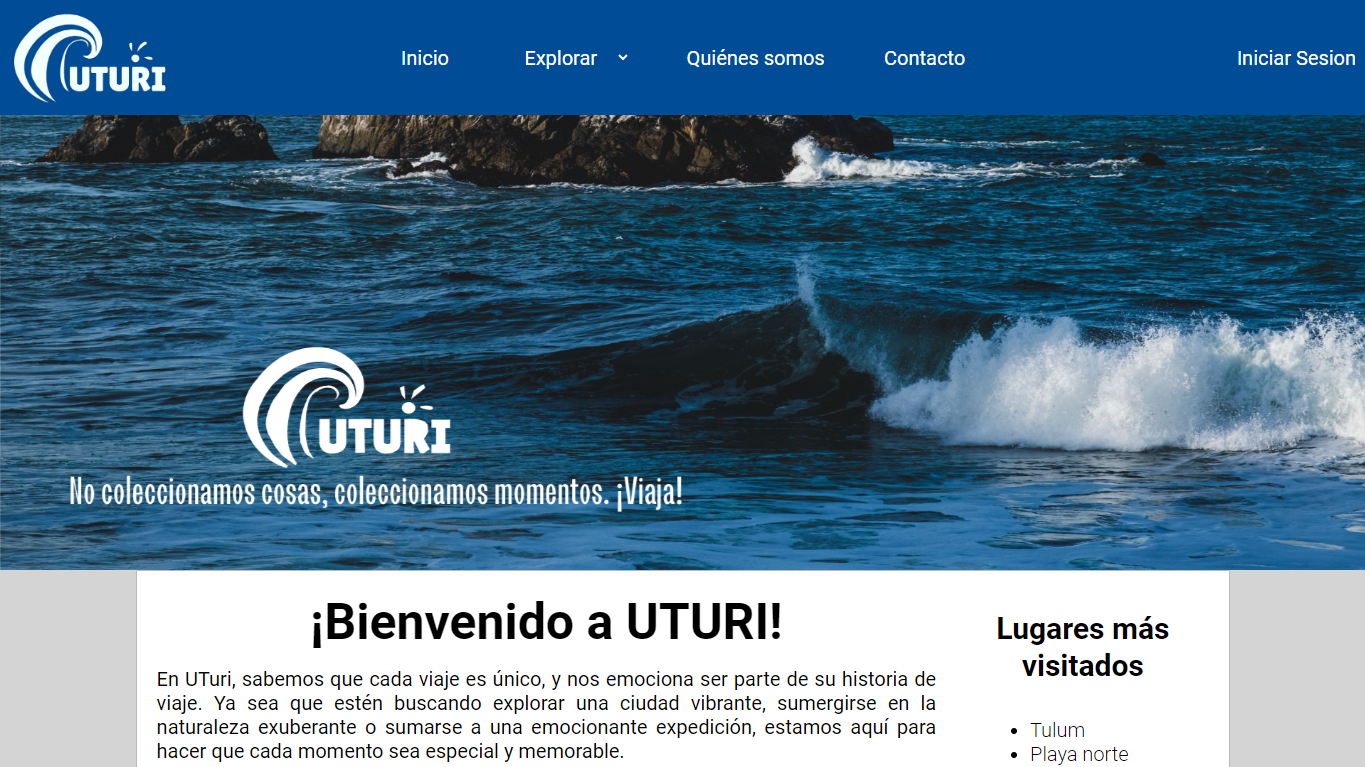 UTURI
Inicio
Explorar
Quiénes somos
Contacto
Iniciar Sesion
UTURI
No coleccionamos cosas, coleccionamos momentos. ¡Viaja!
¡Bienvenido a UTURI!
En UTuri, sabemos que cada viaje es único, y nos emociona ser parte de su historia de
viaje. Ya sea que estén buscando explorar una ciudad vibrante, sumergirse en la
naturaleza exuberante o sumarse a una emocionante expedición, estamos aquí para
hacer que cada momento sea especial y memorable.
Lugares más
visitados
Tulum
Playa norte